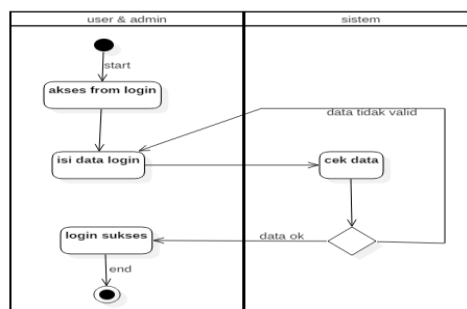 user & admin
sistem
start
akses from login
data tidak valid
isi data login
cek data
login sukses
data ok
end